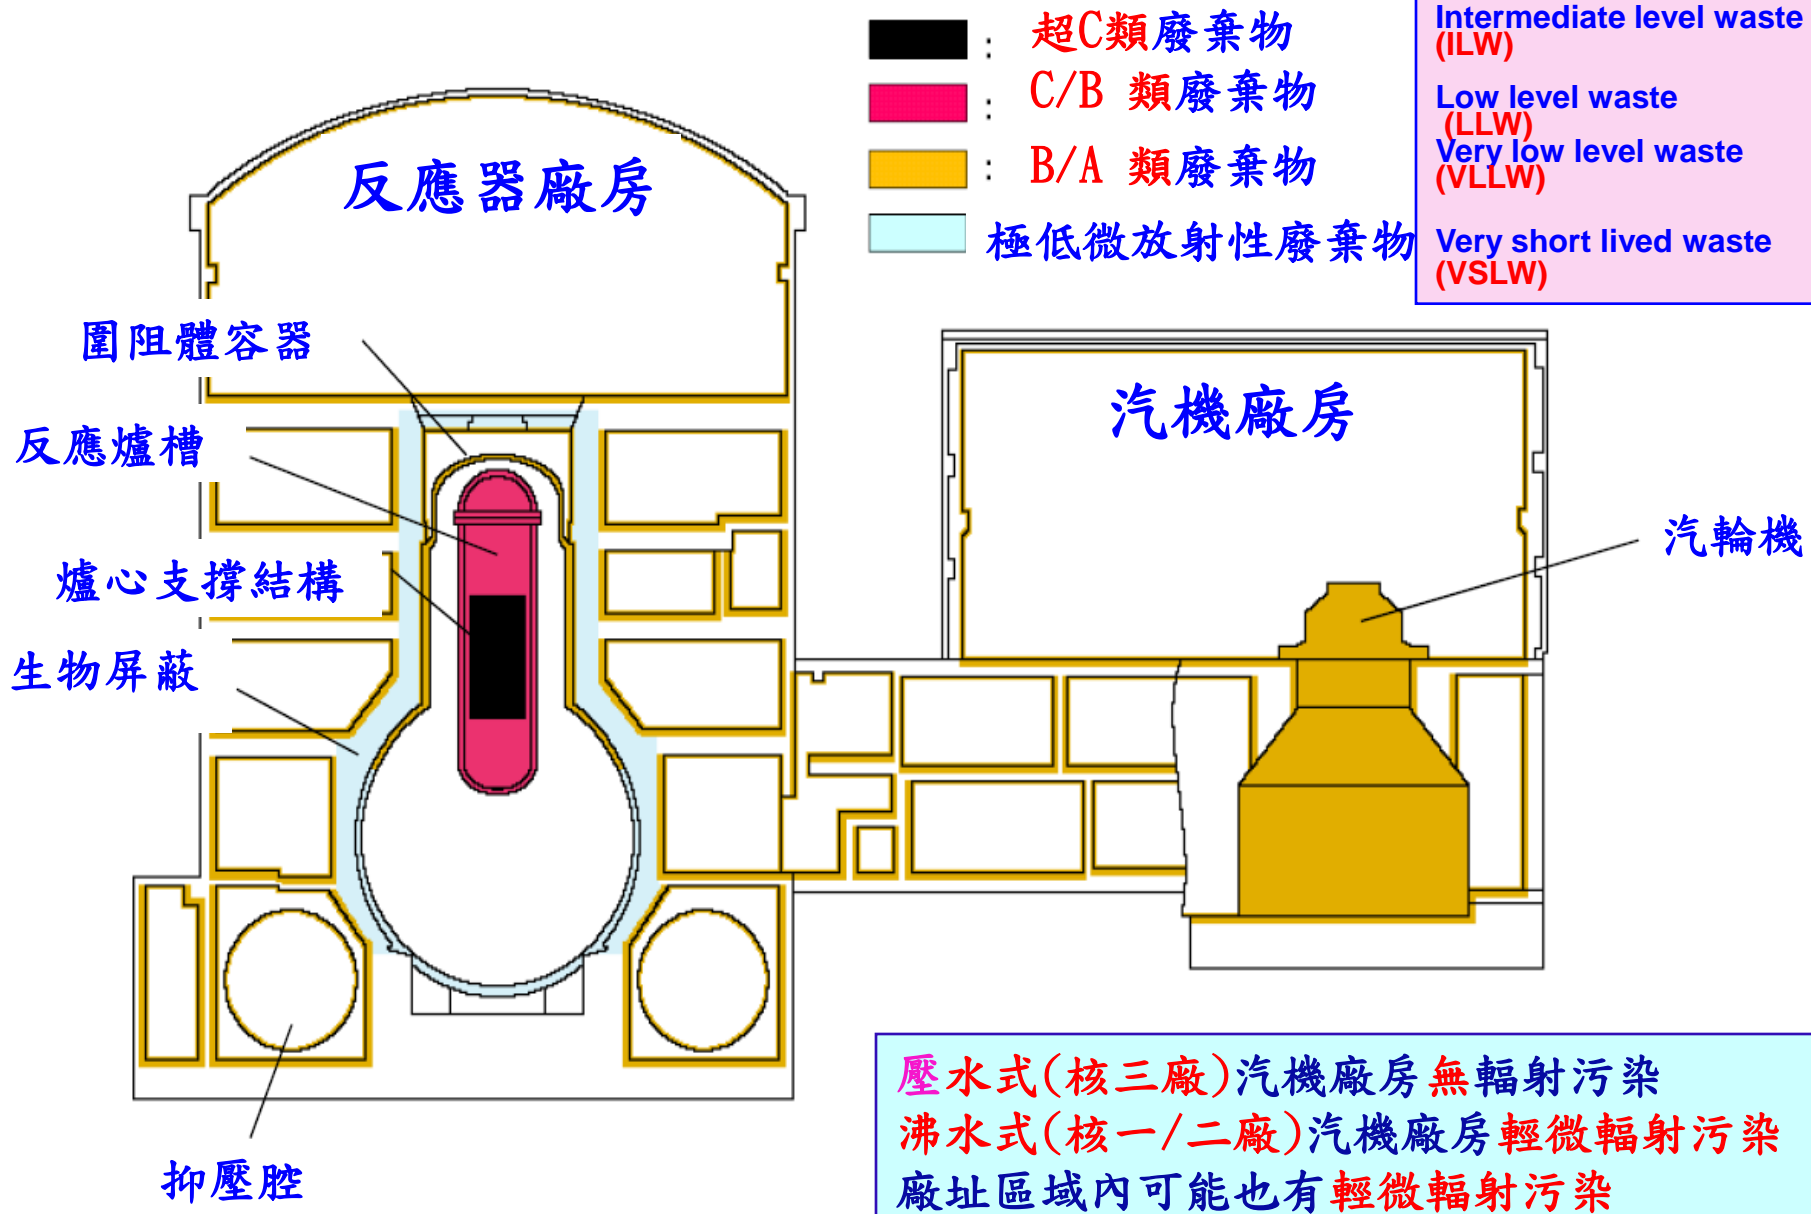 超C類廢棄物
C/B 類廢棄物
B/A 類廢棄物
極低微放射性廢棄物
Intermediate level waste
(ILW)
Low level waste
(LLW)
Very low level waste
(VLLW)
Very short lived waste
(VSLW)
反應器廠房
圍阻體容器
反應爐槽
爐心支撐結構
生物屏蔽
抑壓腔
汽機廠房
汽輪機
壓水式(核三廠)汽機廠房無輻射污染
沸水式(核一/二廠)汽機廠房輕微輻射污染
廠址區域內可能也有輕微輻射污染